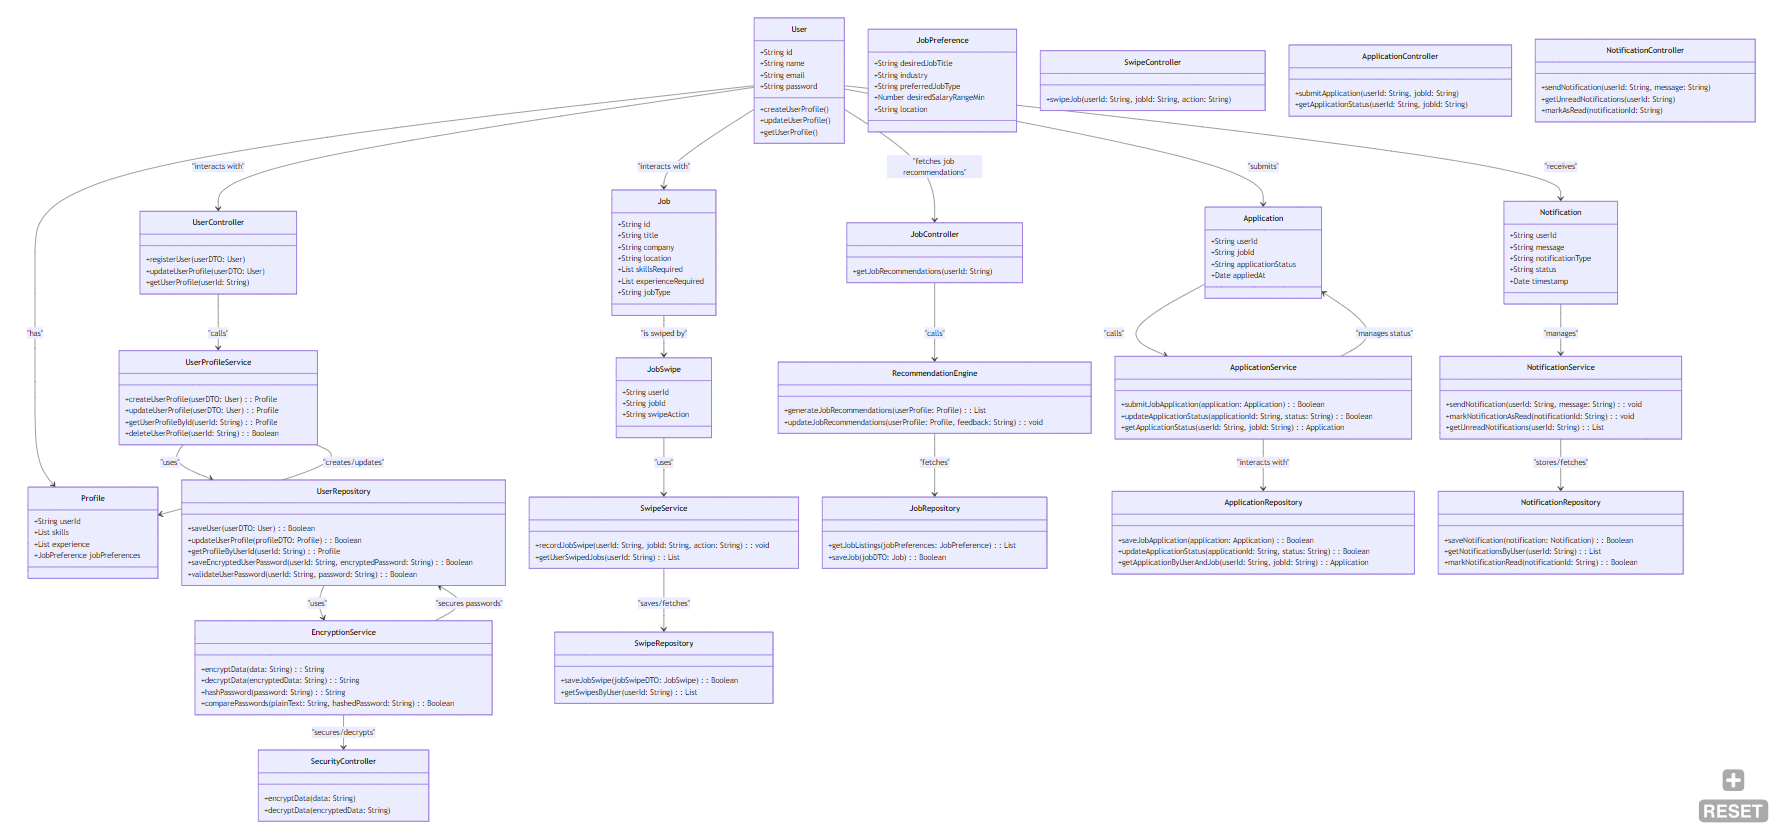 User
+String id
+String name
+String email
+String password
+createUserProfile()
+updateUserProfile()
+getUserProfile()
JobPreference
+String desiredJobTitle
+String industry
+String preferredJobType
+Number desiredSalaryRangeMin
+String location
SwipeController
+swipeJob(userId: String, jobId: String, action: String)
ApplicationController
+submitApplication(userId: String, jobId: String)
+getApplicationStatus(userId: String, jobId: String)
NotificationController
+sendNotification(userId: String, message: String)
+getUnreadNotifications(userId: String)
+markAsRead(notificationId: String)
"interacts with"
"interacts with"
"fetches job
recommendations"
"submits"
"receives"
UserController
+registerUser(userDTO: User)
+updateUserProfile(userDTO: User)
+getUserProfile(userId: String)
Job
+String id
+String title
+String company
+String location
+List skillsRequired
+List experienceRequired
+String jobType
JobController
+getJobRecommendations(userId: String)
Application
+String userId
+String jobId
+String applicationStatus
+Date appliedAt
Notification
+String userId
+String message
+String notificationType
+String status
+Date timestamp
"has"
"calls"
"is swiped by"
"calls"
"calls"
"manages status"
"manages"
UserProfileService
+createUserProfile(userDTO: User) : : Profile
+updateUserProfile(userDTO: User) : : Profile
+getUserProfileById(userId: String) : : Profile
+deleteUserProfile(userId: String) : : Boolean
JobSwipe
+String userId
+String jobId
+String swipeAction
RecommendationEngine
+generateJobRecommendations(userProfile: Profile) : : List
+updateJobRecommendations(userProfile: Profile, feedback: String) : : void
ApplicationService
+submitJobApplication(application: Application) : : Boolean
+updateApplicationStatus(applicationId: String, status: String) : : Boolean
+getApplicationStatus(userId: String, jobId: String) : : Application
NotificationService
+sendNotification(userId: String, message: String) : : void
+markNotificationAsRead(notificationId: String) : : void
+getUnreadNotifications(userId: String) : : List
"uses"
"creates/updates"
"uses"
"fetches"
"interacts with"
"stores/fetches"
Profile
+String userId
+List skills
+List experience
+JobPreference jobPreferences
UserRepository
+saveUser(userDTO: User) : : Boolean
+updateUserProfile(profileDTO: Profile) : : Boolean
+getProfileByUserId(userId: String) : : Profile
+saveEncryptedUserPassword(userId: String, encryptedPassword: String) : : Boolean
+validateUserPassword(userId: String, password: String) : : Boolean
SwipeService
+recordJobSwipe(userId: String, jobId: String, action: String) : : void
+getUserSwipedJobs(userId: String) : : List
JobRepository
+getJobListings(jobPreferences: JobPreference) : : List
+saveJob(jobDTO: Job) : : Boolean
ApplicationRepository
+saveJobApplication(application: Application) : : Boolean
+updateApplicationStatus(applicationId: String, status: String) : : Boolean
+getApplicationByUserAndJob(userId: String, jobId: String) : : Application
NotificationRepository
+saveNotification(notification: Notification) : : Boolean
+getNotificationsByUser(userId: String) : : List
+markNotificationRead(notificationId: String) : : Boolean
"uses"
"secures passwords"
"saves/fetches"
EncryptionService
+encryptData(data: String) : : String
+decryptData(encryptedData: String) : : String
+hashPassword(password: String) : : String
+comparePasswords(plainText: String, hashedPassword: String) : : Boolean
SwipeRepository
+saveJobSwipe(jobSwipeDTO: JobSwipe) : : Boolean
+getSwipesByUser(userId: String) : : List
"secures/decrypts"
SecurityController
+encryptData(data: String)
+decryptData(encryptedData: String)
RESET